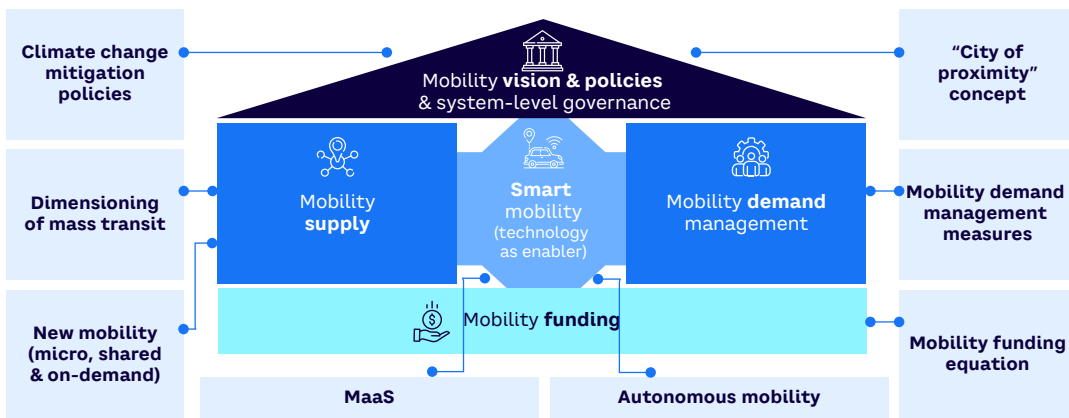 Climate change
mitigation
policies
Mobility vision & policies
& system-level governance
“City of
proximity”
concept
Dimensioning
of mass transit
Mobility
supply
Smart
mobility
(technology
as enabler)
Mobility demand
management
Mobility demand
management
measures
New mobility
(micro, shared
& on-demand)
$
Mobility funding
Mobility funding
equation
MaaS
Autonomous mobility